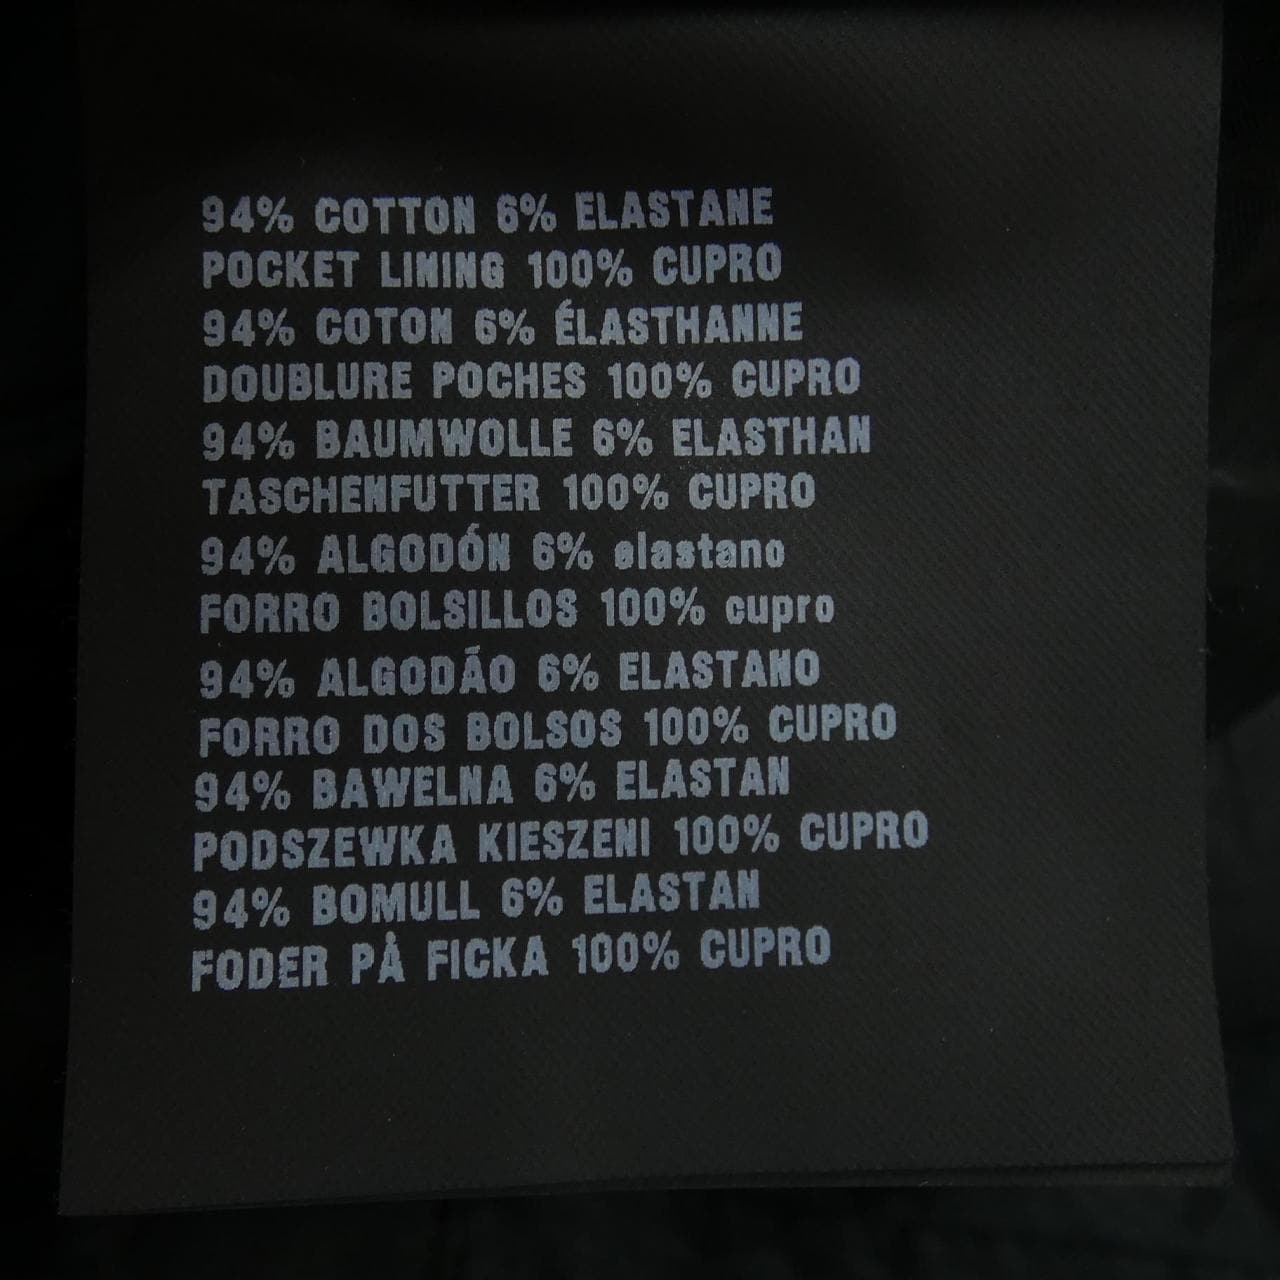 94% COTTON 6% ELASTANE
POCKET LINING 100% CUPRO
94% COTON 6% ÉLASTHANNE
DOUBLURE POCHES 100% CUPRO
94% BAUMWOLLE 6% ELASTHAN
TASCHENFUTTER 100% CUPRO
94% ALGODÓN 6% elastano
FORRO BOLSILLOS 100% cupro
94% ALGODÃO 6% ELASTANO
FORRO DOS BOLSOS 100% CUPRO
94% BAWELNA 6% ELASTAN
PODSZEWKA KIESZENI 100% CUPRO
94% BOMULL 6% ELASTAN
FODER PÅ FICKA 100% CUPRO